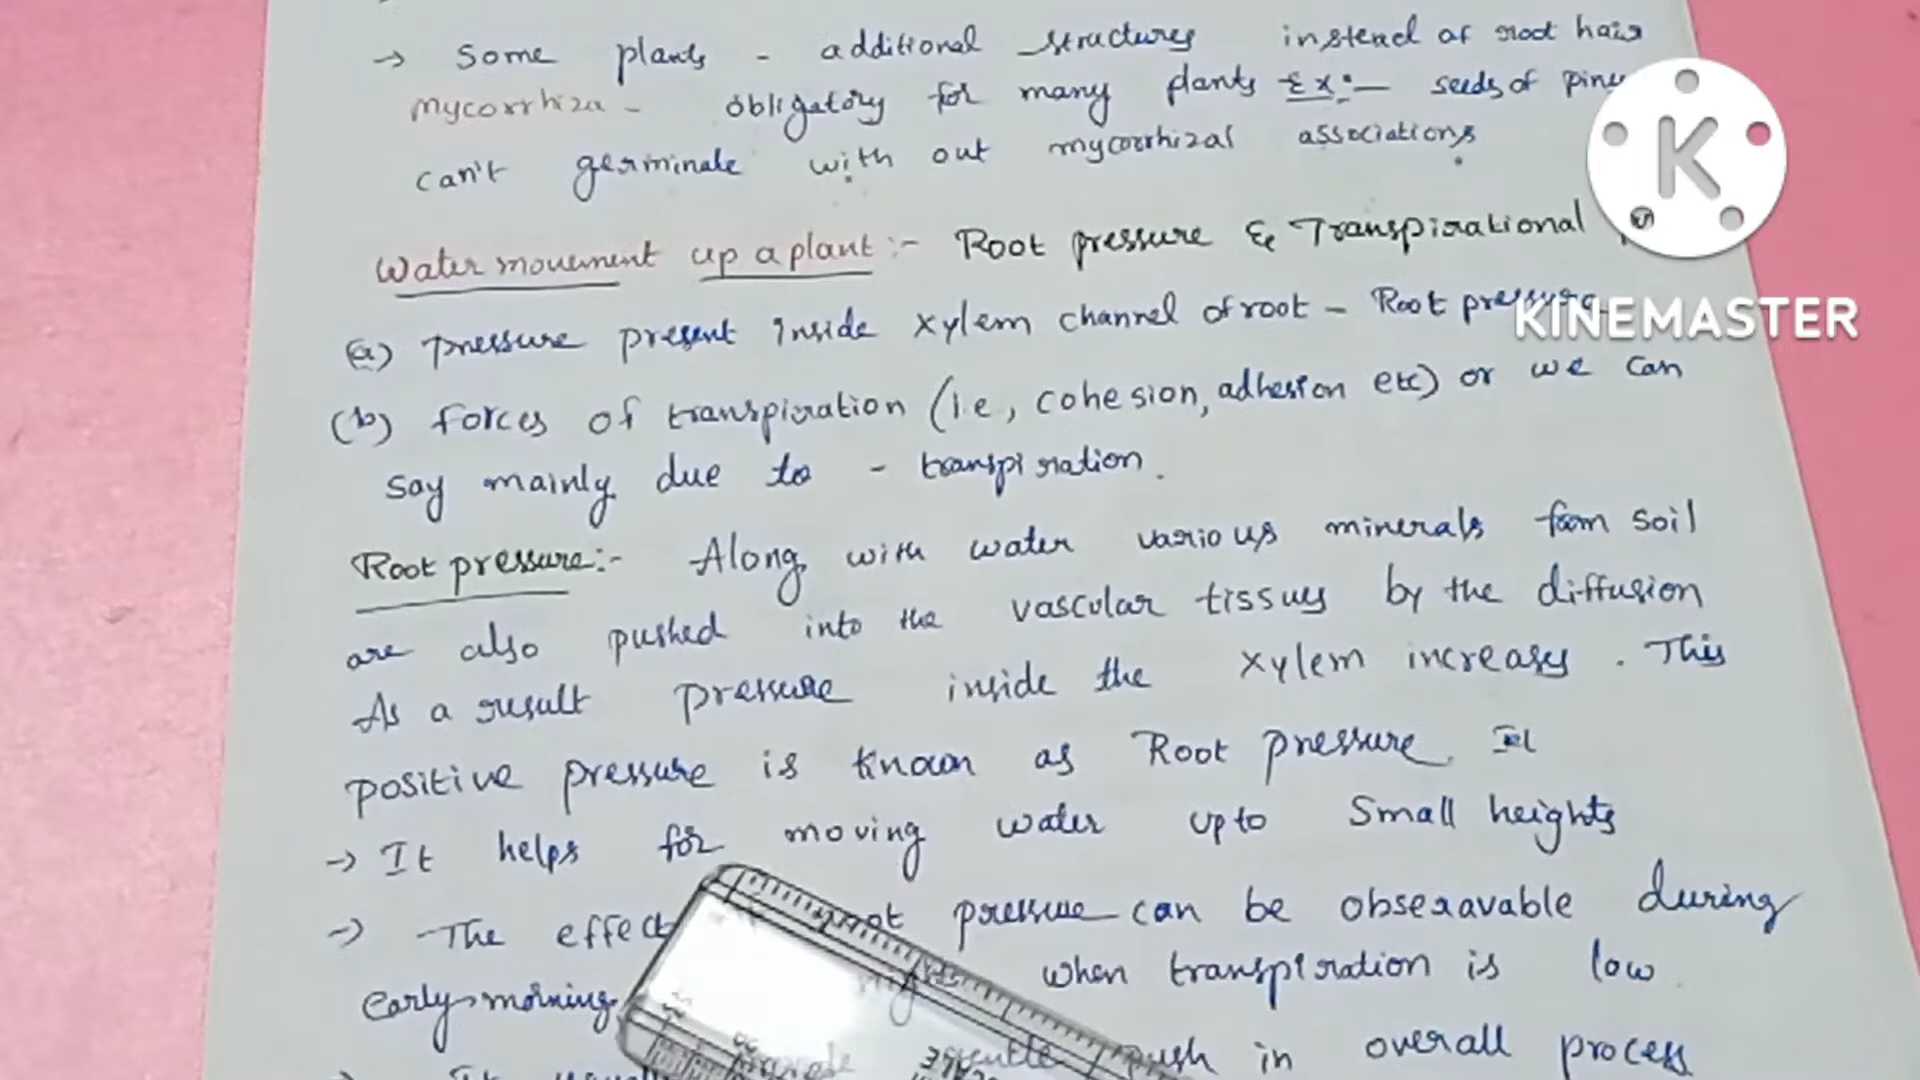 → Some plants - additional structures instead of root hair
mycorrhiza - obligatory for many plants Ex:- seeds of
can't germinate with out mycorrhizal associations
Water movement up a plant :- Root pressure & Transpirational
(a) pressure present inside xylem channel of root - Root pressure
(b) forces of transpiration (i.e, cohesion, adhesion etc) or we can
say mainly due to - transpiration.
Root pressure:- Along with water various minerals from soil
are also pushed into the vascular tissues by the diffusion
As a result pressure inside the xylem increases. This
positive pressure is known as Root pressure.
→ It helps for moving water upto Small heights
→ The effect root pressure can be obseravable during
early morning. when transpiration is low.
push in overall process
K
KINEMASTER